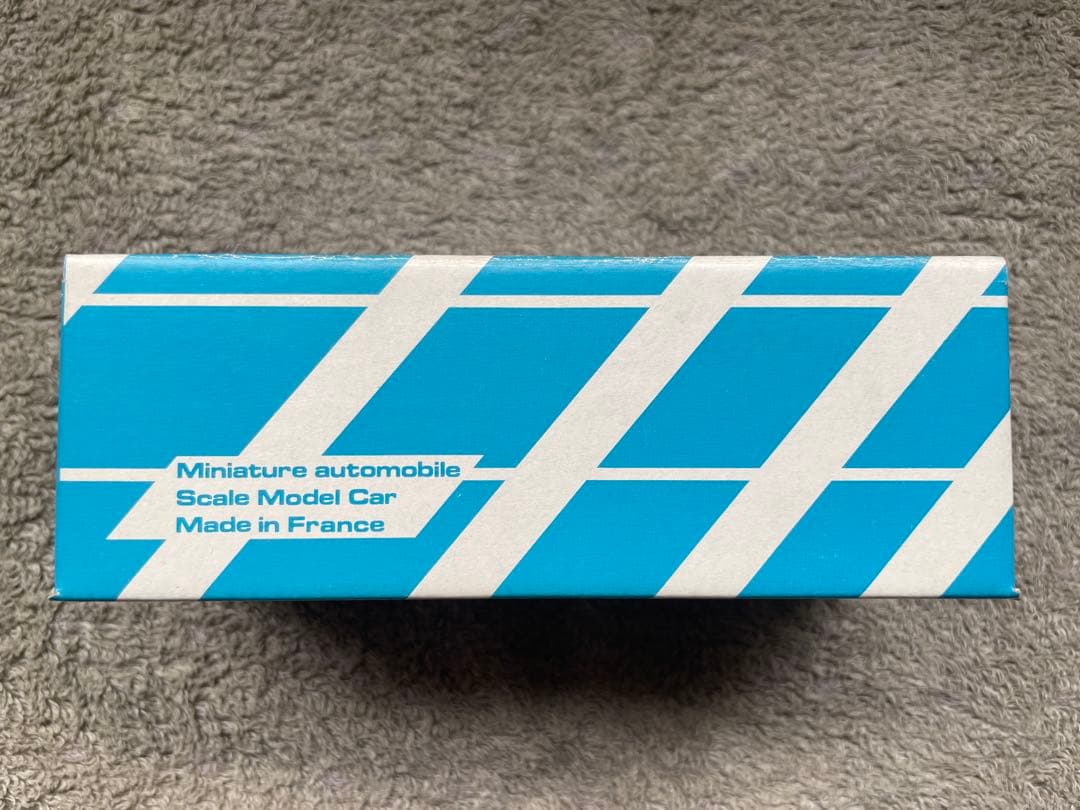 Miniature automobile
Scale Model Car
Made in France